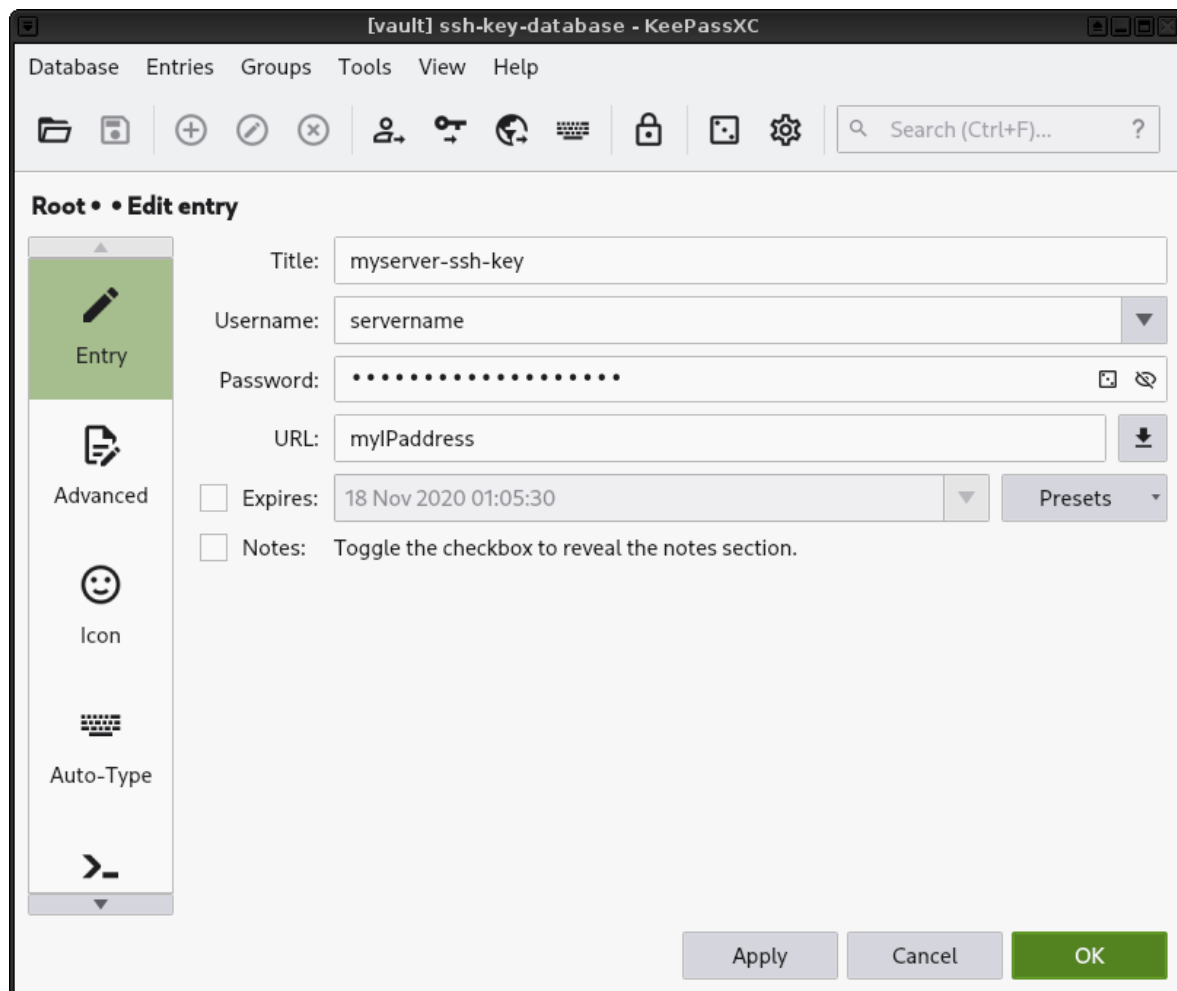 [vault] ssh-key-database - KeePassXC
Database Entries Groups Tools View Help
Search (Ctrl+F)... ?
Root • • Edit entry
Title: myserver-ssh-key
Username: servername
Password: •••••••••••••••••••
URL: myIPaddress
Expires: 18 Nov 2020 01:05:30 Presets
Notes: Toggle the checkbox to reveal the notes section.
Entry
Advanced
Icon
Auto-Type
Apply Cancel OK